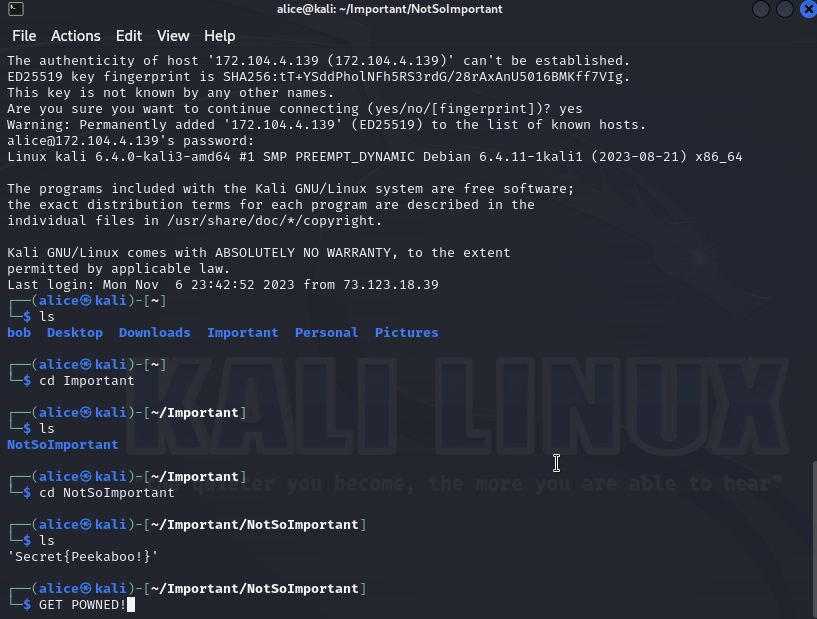 alice@kali: ~/Important/NotSoImportant
File Actions Edit View Help
The authenticity of host '172.104.4.139 (172.104.4.139)' can't be established.
ED25519 key fingerprint is SHA256:tT+YSddPholNFh5RS3rdG/28rAxAnU5016BMKff7VIg.
This key is not known by any other names.
Are you sure you want to continue connecting (yes/no/[fingerprint])? yes
Warning: Permanently added '172.104.4.139' (ED25519) to the list of known hosts.
alice@172.104.4.139's password:
Linux kali 6.4.0-kali3-amd64 #1 SMP PREEMPT_DYNAMIC Debian 6.4.11-1kali1 (2023-08-21) x86_64
The programs included with the Kali GNU/Linux system are free software;
the exact distribution terms for each program are described in the
individual files in /usr/share/doc/*/copyright.
Kali GNU/Linux comes with ABSOLUTELY NO WARRANTY, to the extent
permitted by applicable law.
Last login: Mon Nov  6 23:42:52 2023 from 73.123.18.39
┌──(alice㉿kali)-[~]
└─$ ls
bob  Desktop  Downloads  Important  Personal  Pictures
┌──(alice㉿kali)-[~]
└─$ cd Important
┌──(alice㉿kali)-[~/Important]
└─$ ls
NotSoImportant
┌──(alice㉿kali)-[~/Important]
└─$ cd NotSoImportant
┌──(alice㉿kali)-[~/Important/NotSoImportant]
└─$ ls
'Secret{Peekaboo!}'
┌──(alice㉿kali)-[~/Important/NotSoImportant]
└─$ GET POWNED!
KALI LINUX
quieter you become, the more you are able to hear"